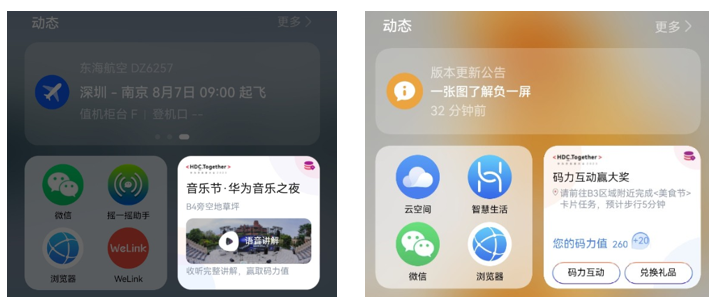 动态
更多 >
东海航空 DZ6257
深圳 - 南京 8月7日 09:00 起飞
值机柜台 F | 登机口 --
微信
摇一摇助手
浏览器
WeLink
WeLink
<HDC.Together>
音乐节·华为音乐之夜
B4旁空地草坪
语音讲解
收听完整讲解，赢取码力值
动态
更多 >
版本更新公告
一张图了解负一屏
32 分钟前
云空间
智慧生活
微信
浏览器
<HDC.Together>
码力互动赢大奖
请前往B3区域附近完成<美食节>
卡片任务，预计步行5分钟
您的码力值 260 +20
码力互动
兑换礼品